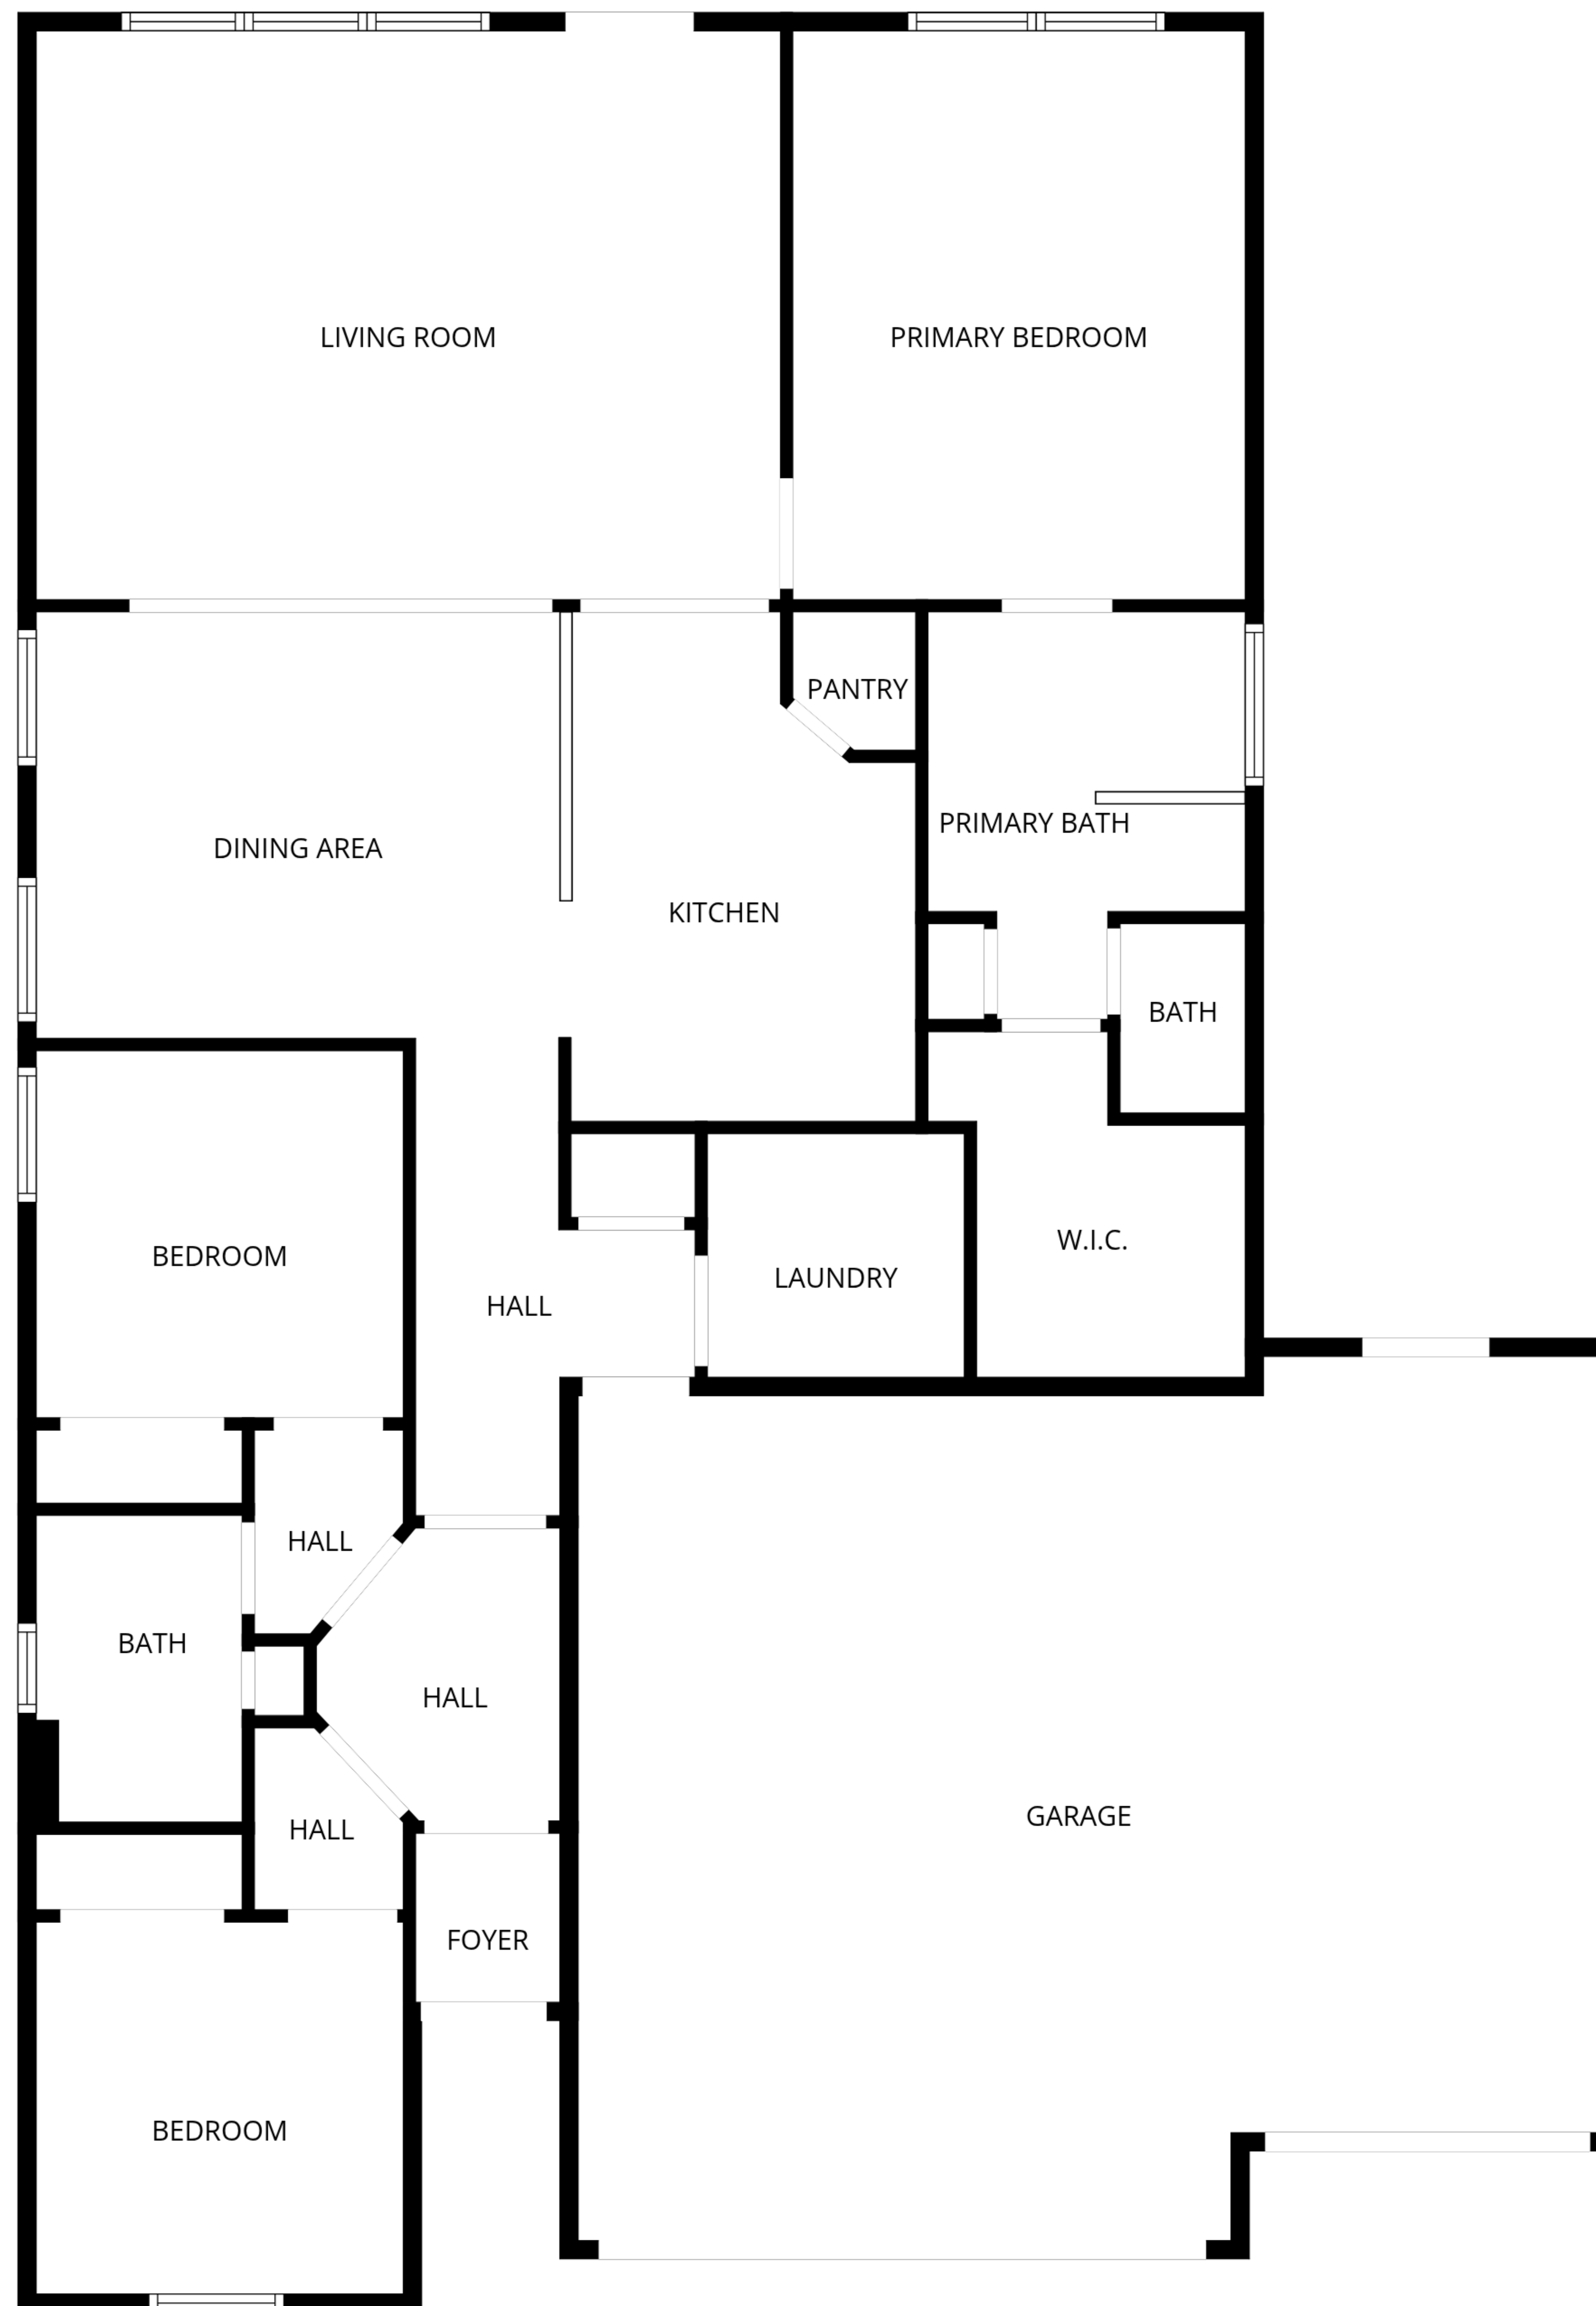 LIVING ROOM
PRIMARY BEDROOM
PANTRY
PRIMARY BATH
DINING AREA
KITCHEN
BATH
W.I.C.
BEDROOM
LAUNDRY
HALL
HALL
BATH
HALL
GARAGE
HALL
FOYER
BEDROOM